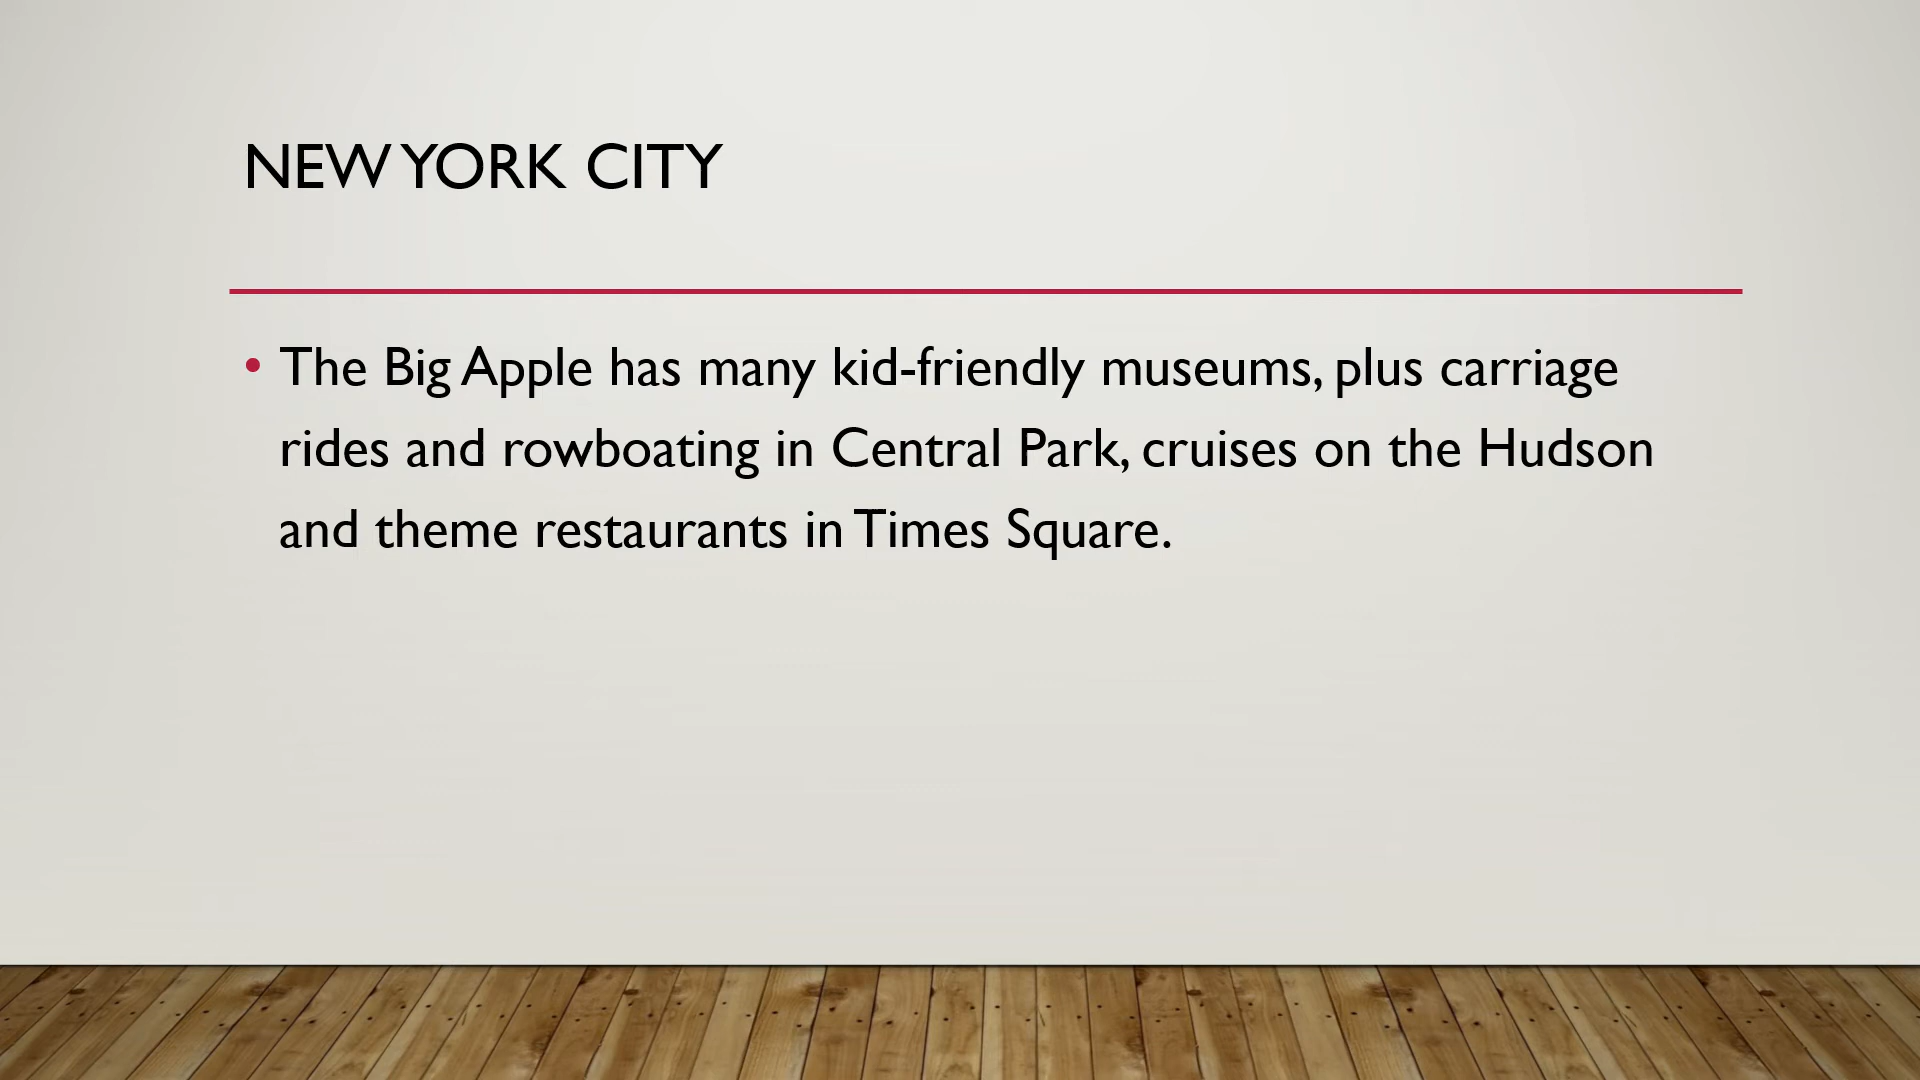 NEW YORK CITY
• The Big Apple has many kid-friendly museums, plus carriage
rides and rowboating in Central Park, cruises on the Hudson
and theme restaurants in Times Square.